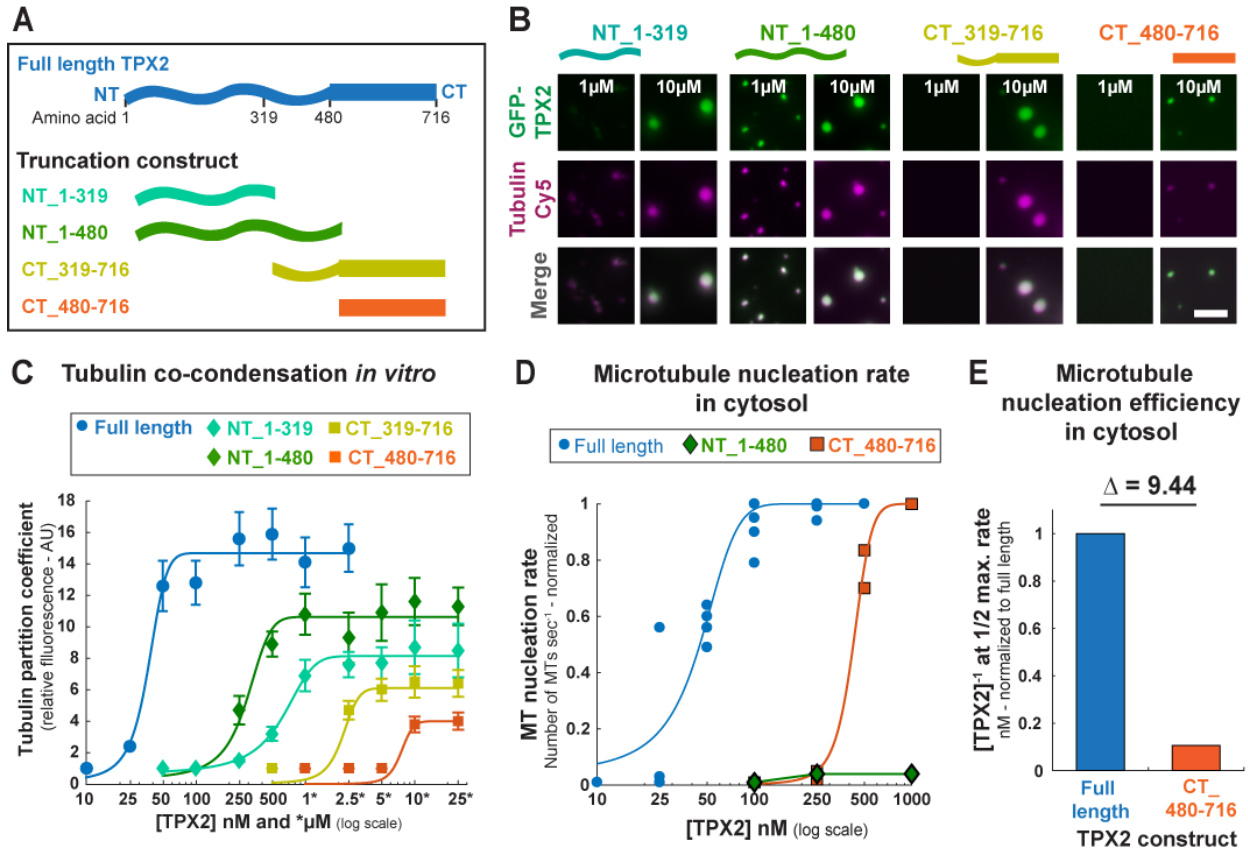 A
Full length TPX2
NT
CT
Amino acid 1 319 480 716
Truncation construct
NT_1-319
NT_1-480
CT_319-716
CT_480-716
B
NT_1-319 NT_1-480 CT_319-716 CT_480-716
1µM 10µM 1µM 10µM 1µM 10µM 1µM 10µM
GFP-
TPX2
Tubulin
Cy5
Merge
C Tubulin co-condensation in vitro
Full length NT_1-319 CT_319-716
NT_1-480 CT_480-716
Tubulin partition coefficient
(relative fluorescence - AU)
18
16
14
12
10
8
6
4
2
0
10 25 50 100 250 500 1* 2.5* 5* 10* 25*
[TPX2] nM and *µM (log scale)
D Microtubule nucleation rate
in cytosol
Full length NT_1-480 CT_480-716
MT nucleation rate
Number of MTs sec⁻¹ - normalized
1
0.8
0.6
0.4
0.2
0
10 25 50 100 250 500 1000
[TPX2] nM (log scale)
E Microtubule
nucleation efficiency
in cytosol
Δ = 9.44
[TPX2]⁻¹ at 1/2 max. rate
nM - normalized to full length
1
0.8
0.6
0.4
0.2
0
Full
length
CT_
480-716
TPX2 construct